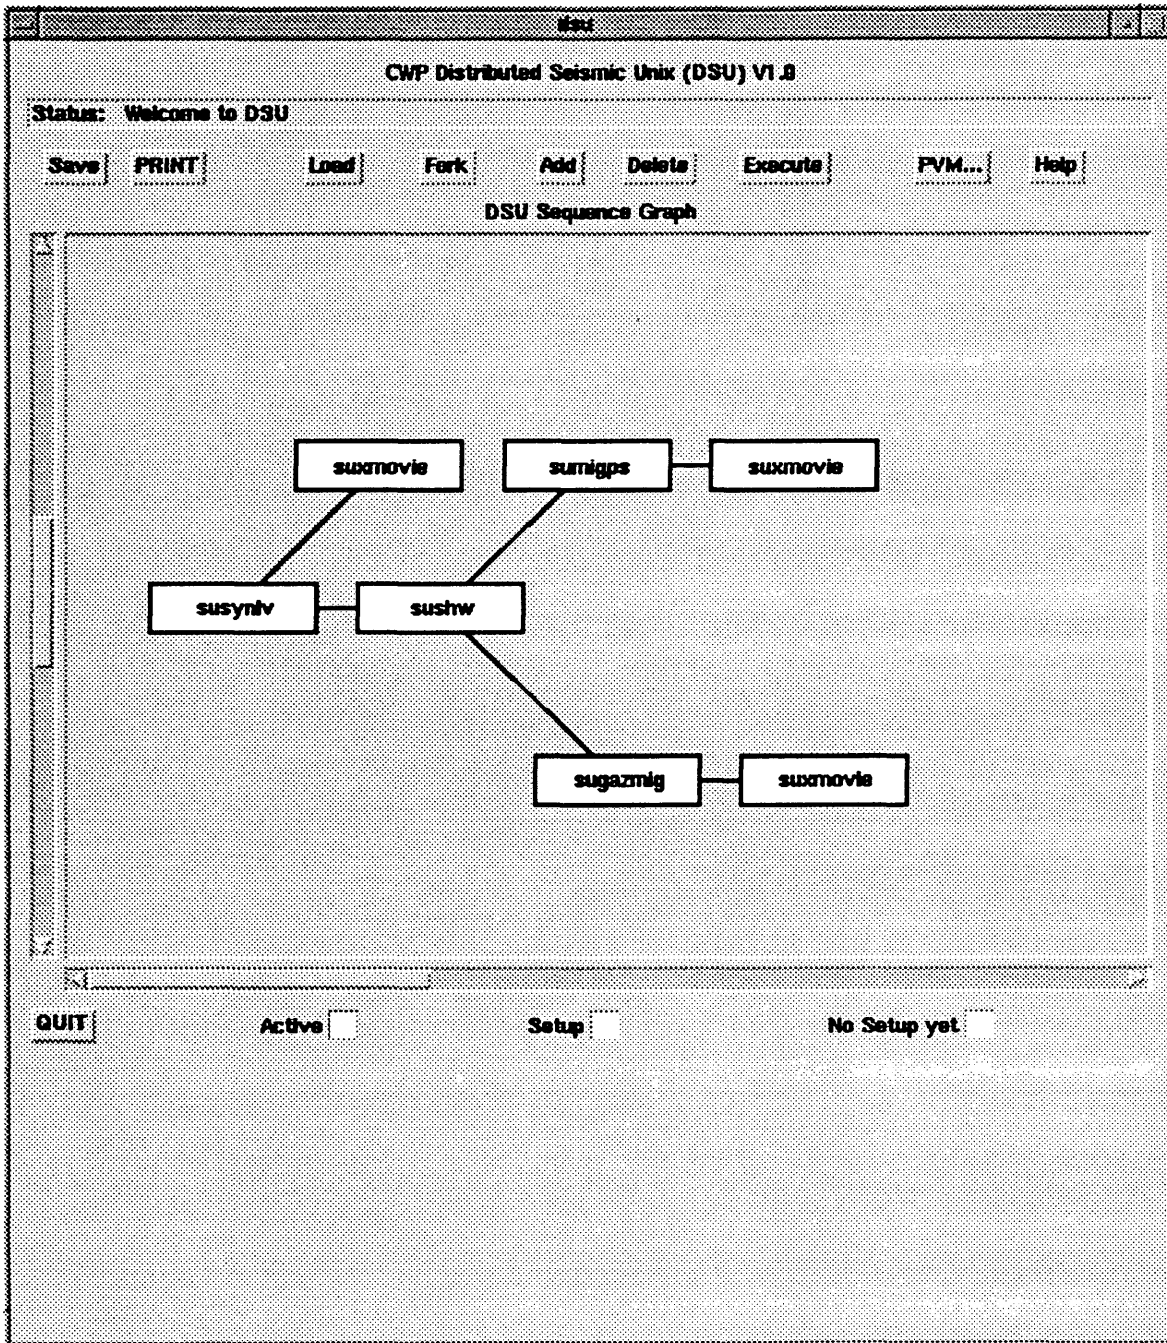 dsu
CWP Distributed Seismic Unix (DSU) V1.0
Status: Welcome to DSU
Save PRINT Load Fork Add Delete Execute PVM... Help
DSU Sequence Graph
suxmovie sumigps suxmovie
susynlv sushw
sugazmig suxmovie
QUIT Active Setup No Setup yet